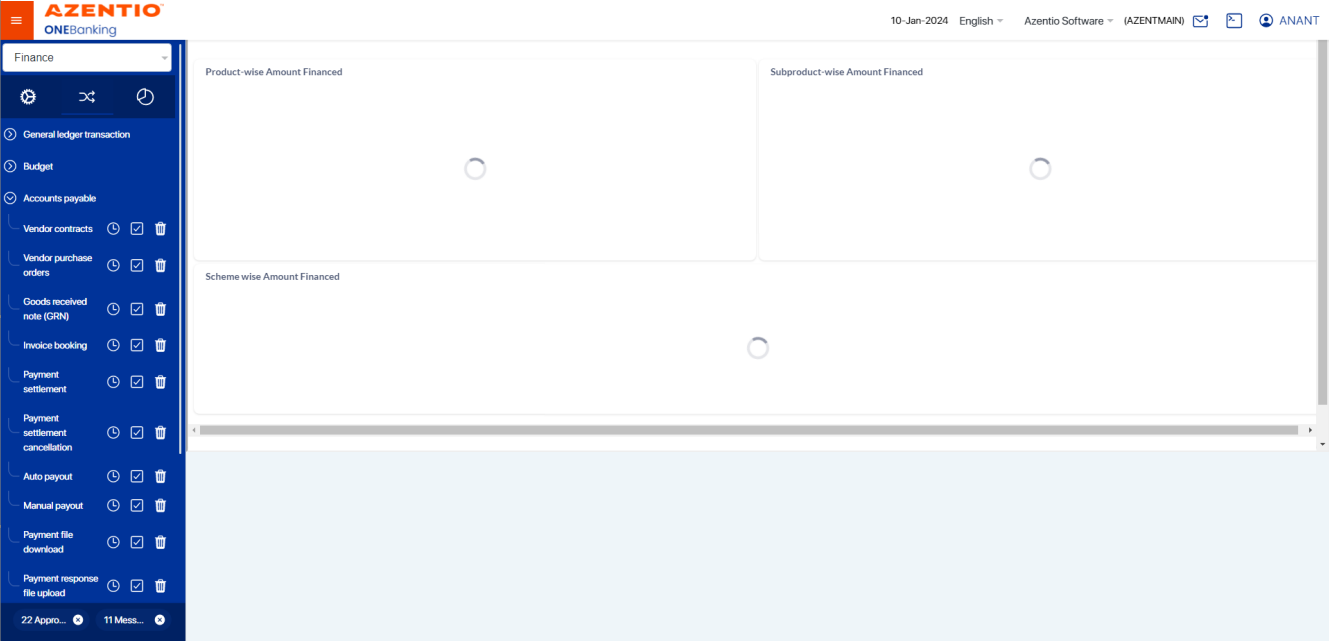 AZENTIO
ONEBanking
10-Jan-2024 English Azentio Software (AZENTMAIN) ANANT
Finance
General ledger transaction
Budget
Accounts payable
Vendor contracts
Vendor purchase
orders
Goods received
note (GRN)
Invoice booking
Payment
settlement
Payment
settlement
cancellation
Auto payout
Manual payout
Payment file
download
Payment response
file upload
22 Appro... 11 Mess...
Product-wise Amount Financed
Subproduct-wise Amount Financed
Scheme wise Amount Financed